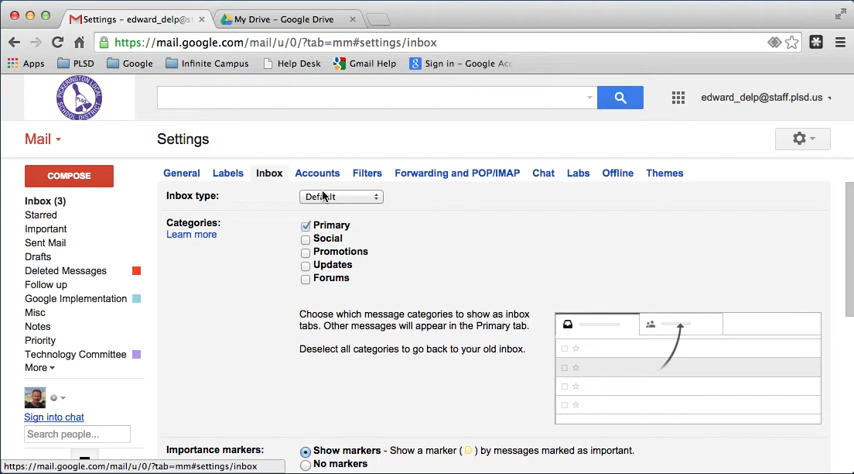 Settings – edward_delp@st
My Drive – Google Drive
https://mail.google.com/mail/u/0/?tab=mm#settings/inbox
Apps PLSD Google Infinite Campus Help Desk Gmail Help Sign in – Google Acc
edward_delp@staff.plsd.us
Mail
Settings
General Labels Inbox Accounts Filters Forwarding and POP/IMAP Chat Labs Offline Themes
COMPOSE
Inbox (3)
Starred
Important
Sent Mail
Drafts
Deleted Messages
Follow up
Google Implementation
Misc
Notes
Priority
Technology Committee
More
Sign into chat
Search people...
Inbox type:
Default
Categories:
Learn more
Primary
Social
Promotions
Updates
Forums
Choose which message categories to show as inbox
tabs. Other messages will appear in the Primary tab.
Deselect all categories to go back to your old inbox.
Importance markers:
Show markers - Show a marker ( ) by messages marked as important.
No markers
https://mail.google.com/mail/u/0/?tab=mm#settings/inbox